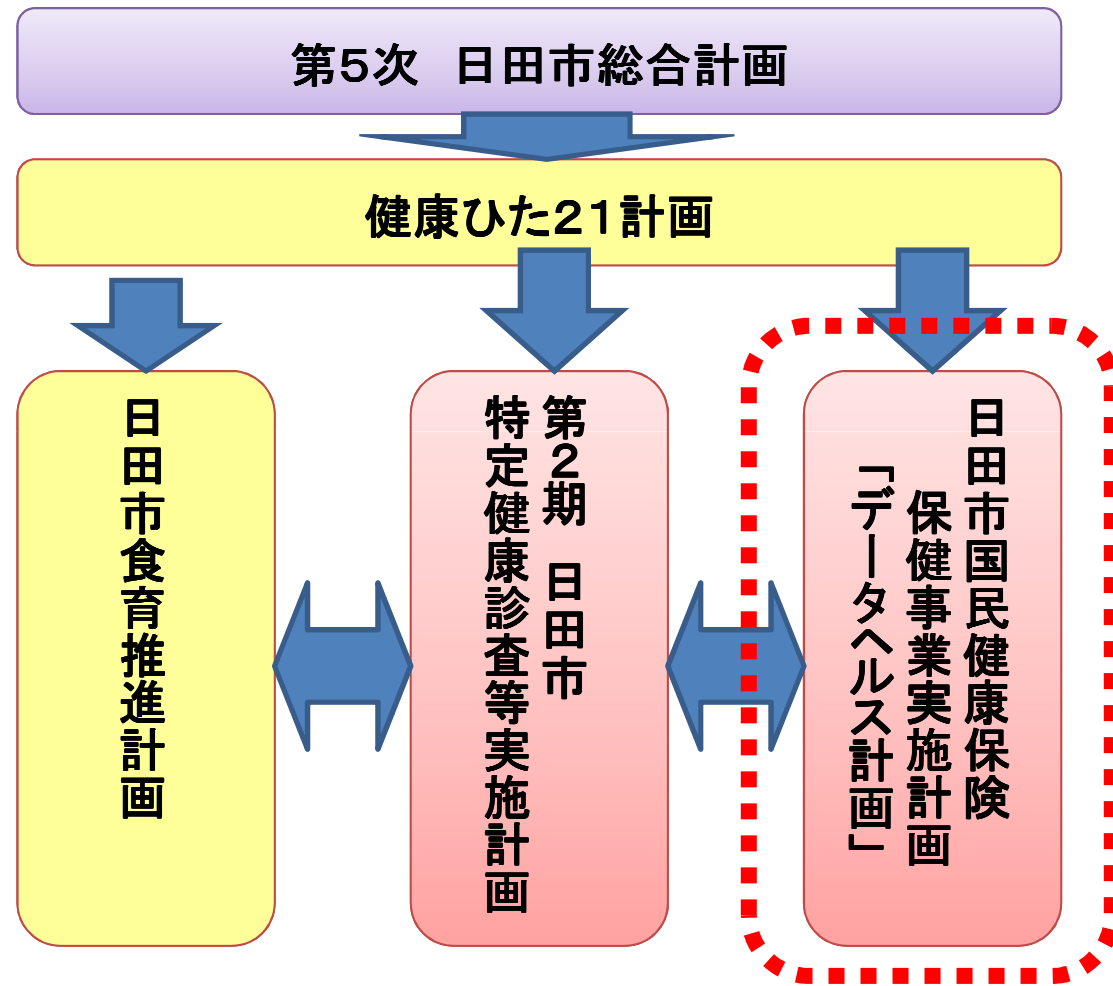 第５次　日田市総合計画
健康ひた２１計画
日田市食育推進計画
第２期　日田市
特定健康診査等実施計画
日田市国民健康保険
保健事業実施計画
「データヘルス計画」